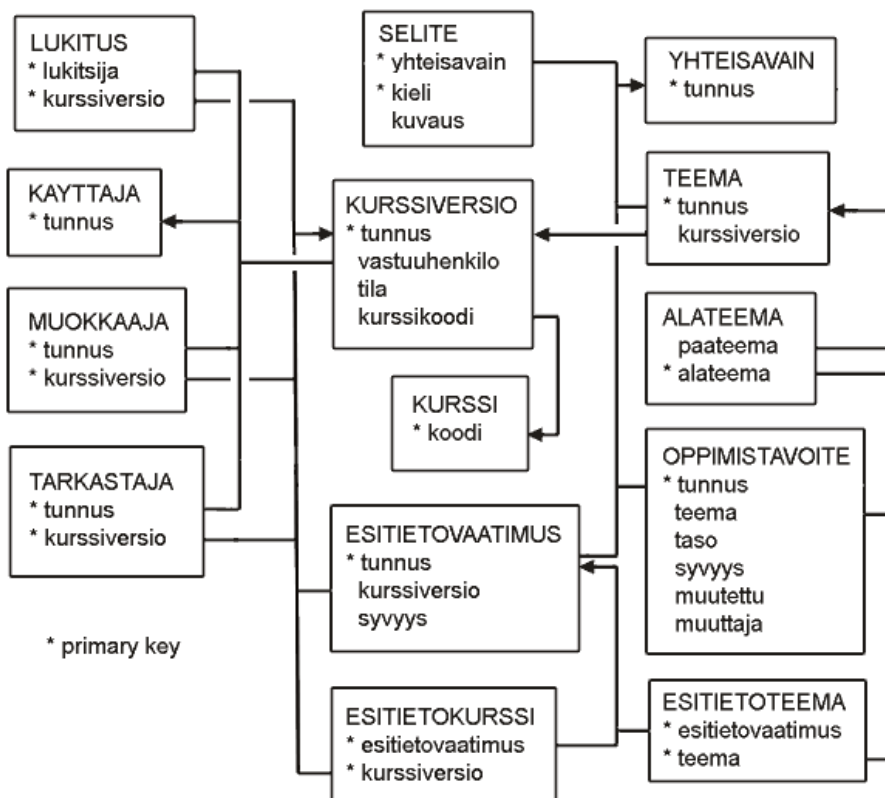 LUKITUS
* lukitsija
* kurssiversio
SELITE
* yhteisavain
* kieli
kuvaus
YHTEISAVAIN
* tunnus
KAYTTAJA
* tunnus
KURSSIVERSIO
* tunnus
vastuuhenkilo
tila
kurssikoodi
TEEMA
* tunnus
kurssiversio
MUOKKAAJA
* tunnus
* kurssiversio
ALATEEMA
paateema
* alateema
KURSSI
* koodi
TARKASTAJA
* tunnus
* kurssiversio
OPPIMISTAVOITE
* tunnus
teema
taso
syvyys
muutettu
muuttaja
ESITIETOVAATIMUS
* tunnus
kurssiversio
syvyys
* primary key
ESITIETOKURSSI
* esitietovaatimus
* kurssiversio
ESITIETOTEEMA
* esitietovaatimus
* teema